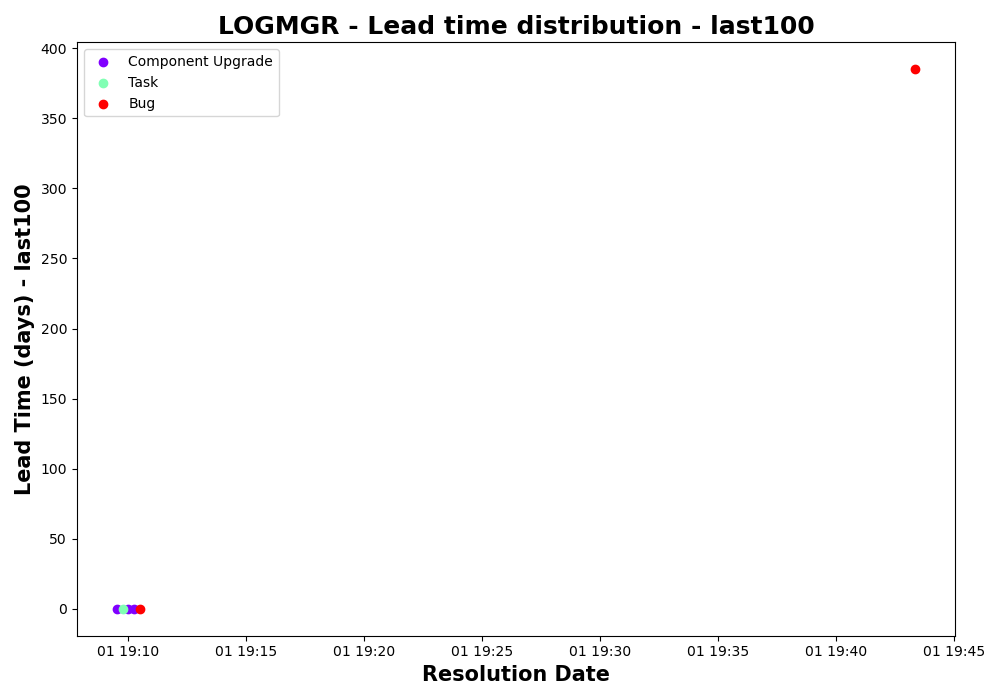 LOGMGR - Lead time distribution - last100
Component Upgrade
Task
Bug
Lead Time (days) - last100
400
350
300
250
200
150
100
50
0
01 19:10 01 19:15 01 19:20 01 19:25 01 19:30 01 19:35 01 19:40 01 19:45
Resolution Date